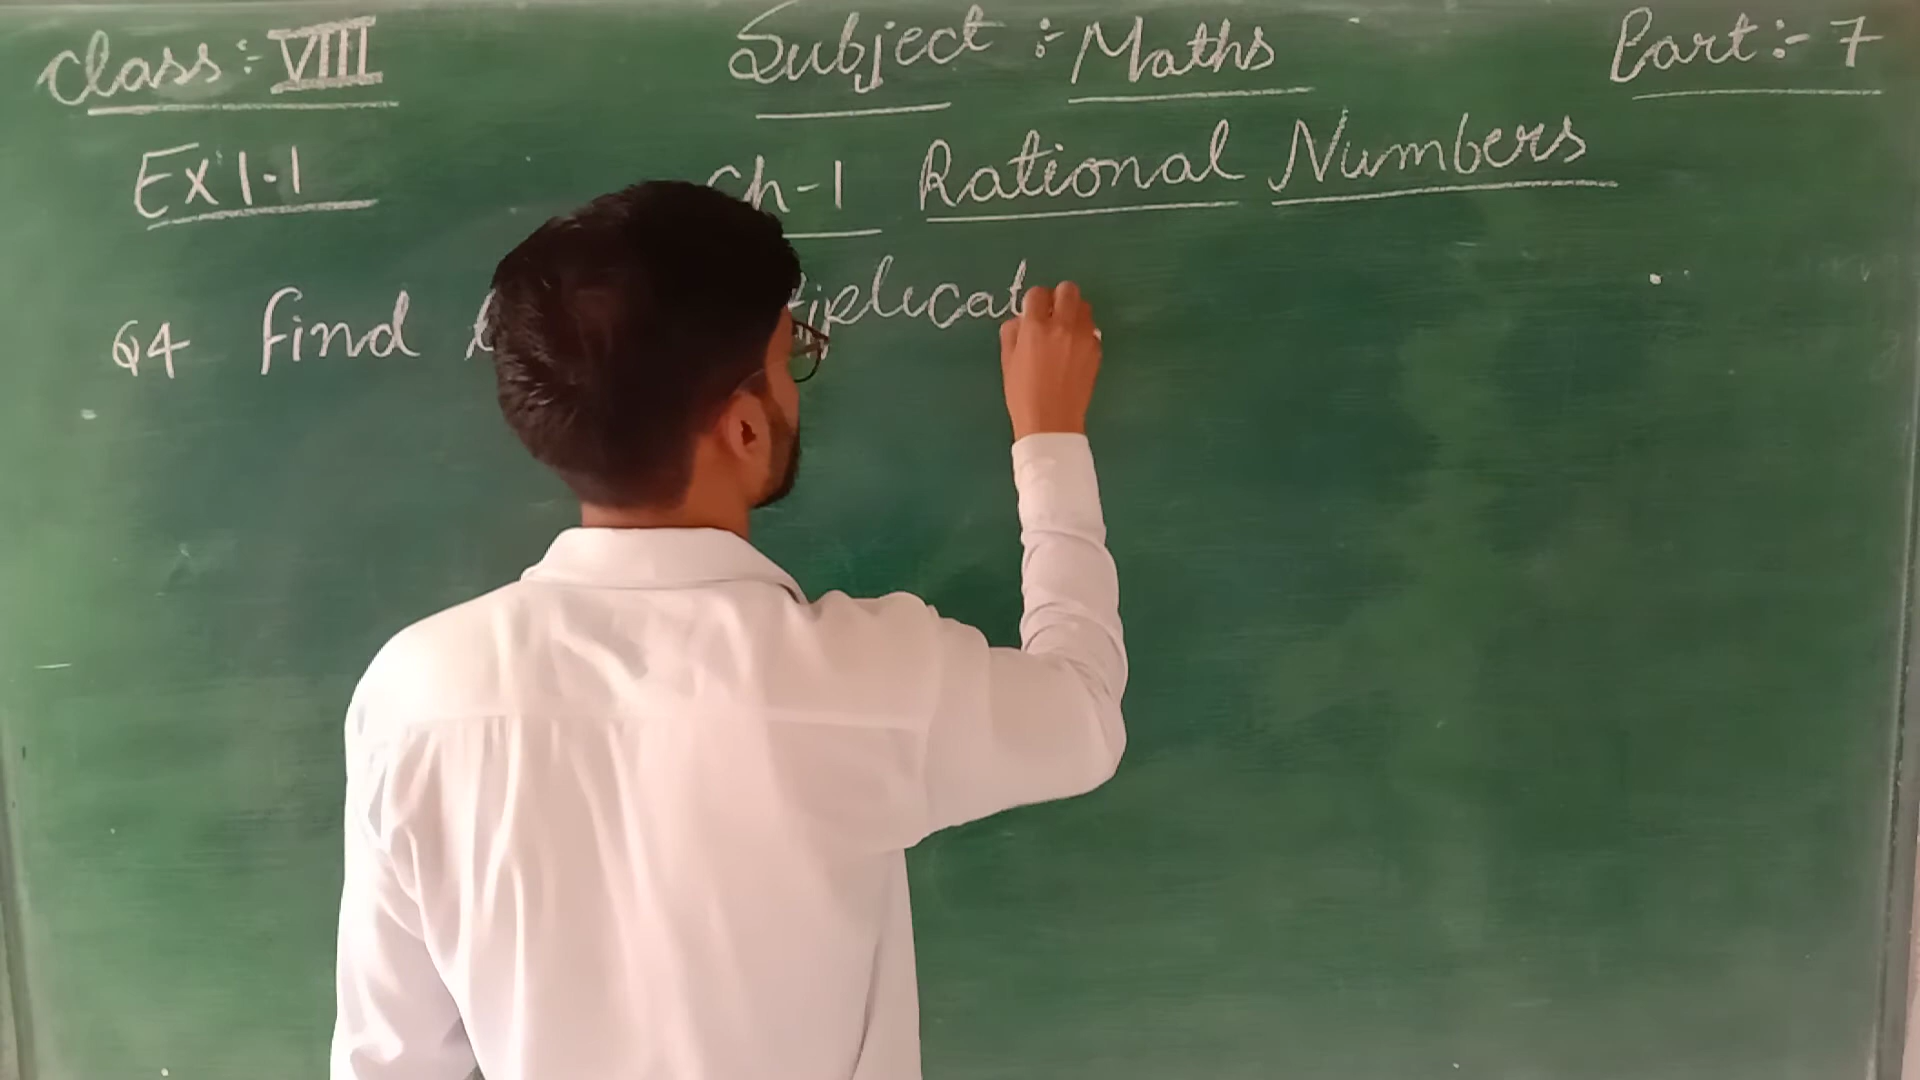 Class:- VIII Subject :- Maths Part:- 7
Ex 1.1 Ch-1 Rational Numbers
Q4 Find